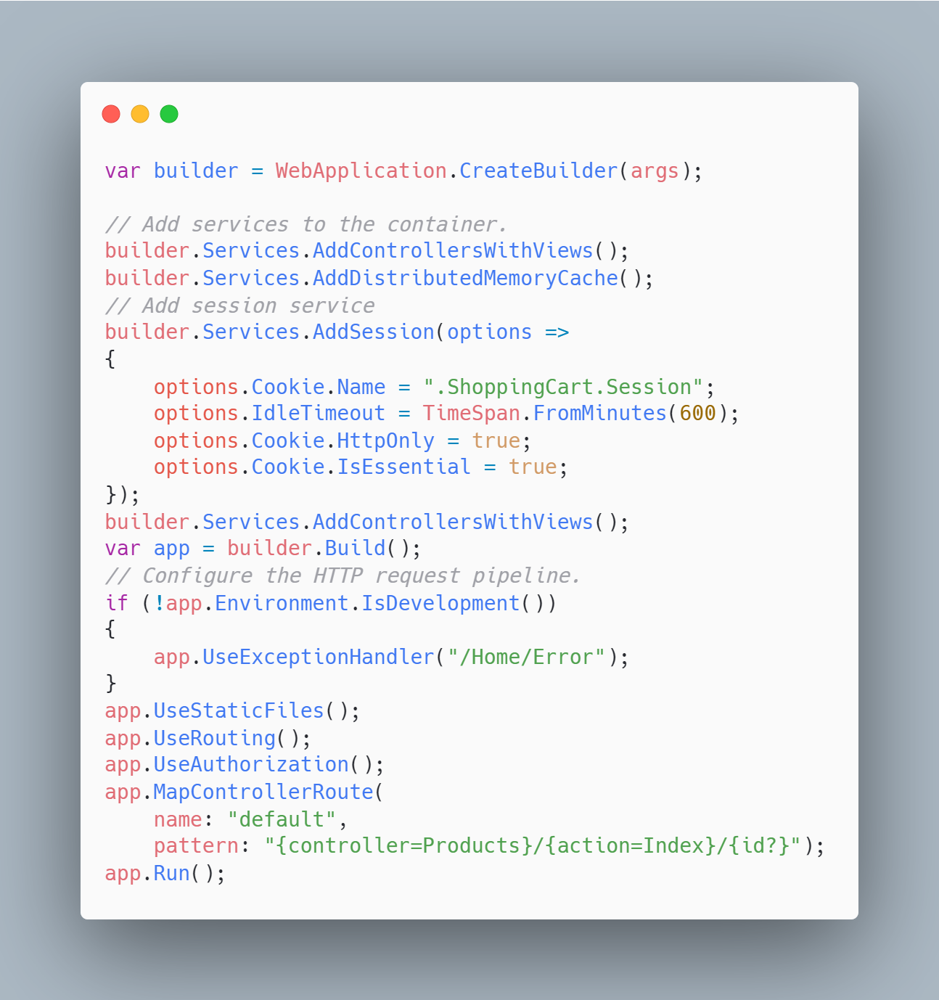 var builder = WebApplication.CreateBuilder(args);

// Add services to the container.
builder.Services.AddControllersWithViews();
builder.Services.AddDistributedMemoryCache();
// Add session service
builder.Services.AddSession(options =>
{
    options.Cookie.Name = ".ShoppingCart.Session";
    options.IdleTimeout = TimeSpan.FromMinutes(600);
    options.Cookie.HttpOnly = true;
    options.Cookie.IsEssential = true;
});
builder.Services.AddControllersWithViews();
var app = builder.Build();
// Configure the HTTP request pipeline.
if (!app.Environment.IsDevelopment())
{
    app.UseExceptionHandler("/Home/Error");
}
app.UseStaticFiles();
app.UseRouting();
app.UseAuthorization();
app.MapControllerRoute(
    name: "default",
    pattern: "{controller=Products}/{action=Index}/{id?}");
app.Run();